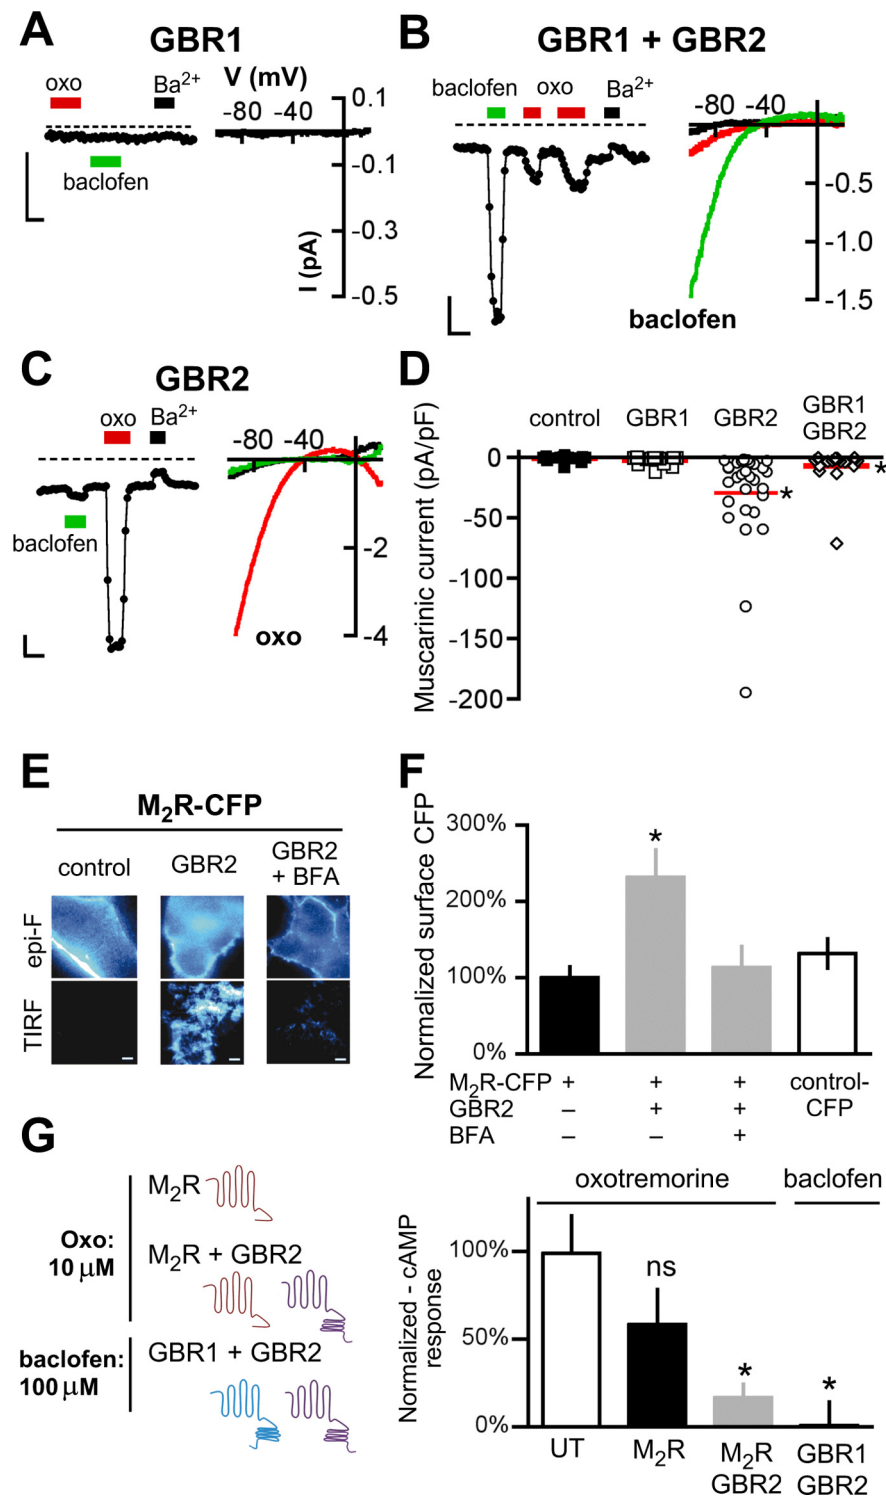 A
GBR1
oxo
Ba2+
V (mV)
-80 -40
0.1
-0.1
-0.3
-0.5
I (pA)
baclofen
B
GBR1 + GBR2
baclofen
oxo
Ba2+
-80 -40
-0.5
-1.0
-1.5
baclofen
C
GBR2
oxo
Ba2+
baclofen
-80 -40
-2
-4
oxo
D
control
GBR1
GBR2
GBR1
GBR2
Muscarinic current (pA/pF)
0
-50
-100
-150
-200
*
*
E
M2R-CFP
control
GBR2
GBR2
+ BFA
epi-F
TIRF
F
Normalized surface CFP
300%
200%
100%
0%
*
M2R-CFP + + +
GBR2 – + +
BFA – – +
control-
CFP
G
Oxo:
10 μM
M2R
M2R + GBR2
baclofen:
100 μM
GBR1 + GBR2
oxotremorine
baclofen
Normalized - cAMP
response
100%
50%
0%
ns
*
*
UT
M2R
M2R
GBR2
GBR1
GBR2